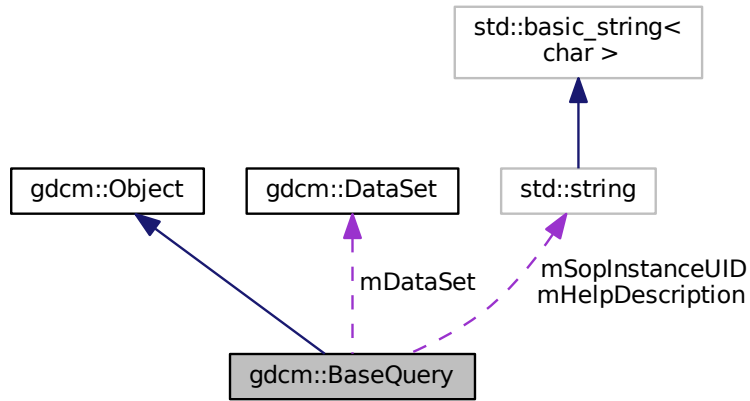 std::basic_string<
char >
gdcm::Object
gdcm::DataSet
std::string
mDataSet
mSopInstanceUID
mHelpDescription
gdcm::BaseQuery